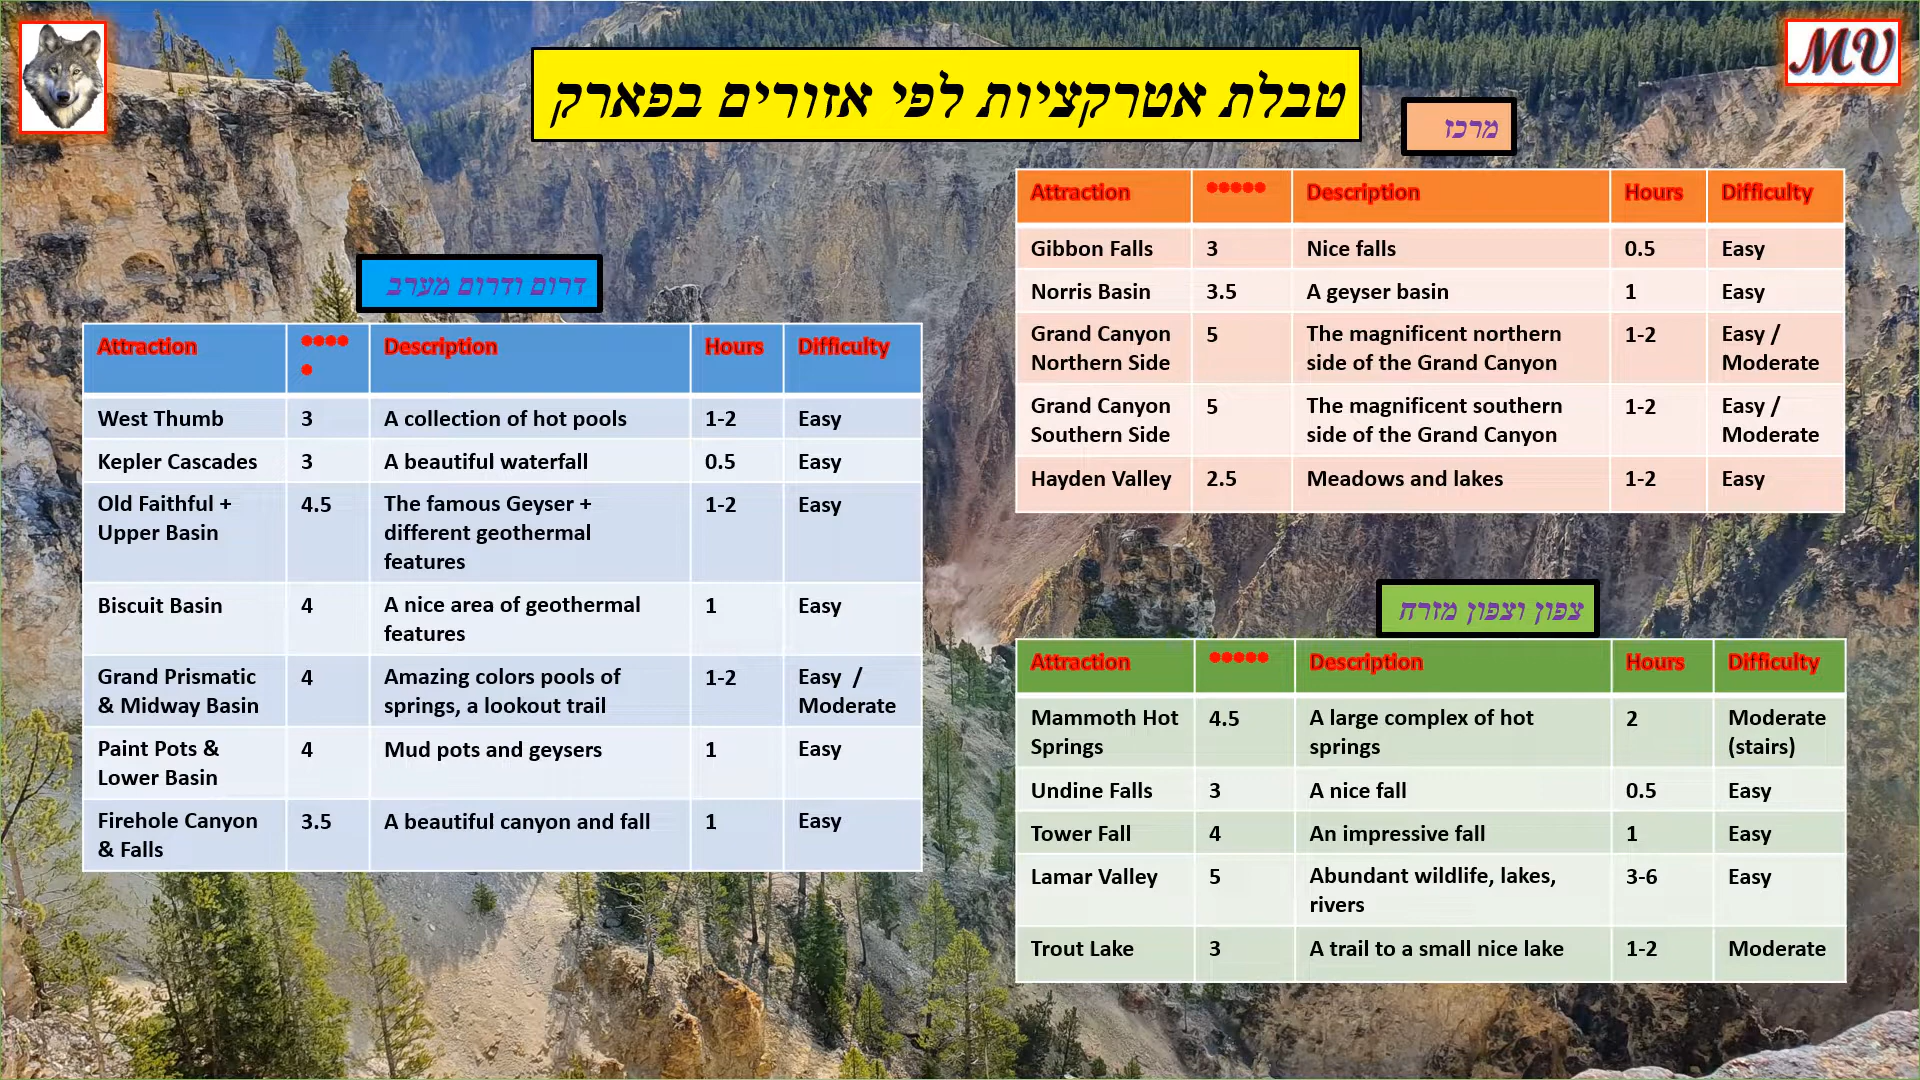 MV
טבלת אטרקציות לפי אזורים בפארק
מרכז
Attraction ••••• Description Hours Difficulty
Gibbon Falls 3 Nice falls 0.5 Easy
Norris Basin 3.5 A geyser basin 1 Easy
Grand Canyon 5 The magnificent northern 1-2 Easy /
Northern Side side of the Grand Canyon Moderate
Grand Canyon 5 The magnificent southern 1-2 Easy /
Southern Side side of the Grand Canyon Moderate
Hayden Valley 2.5 Meadows and lakes 1-2 Easy
דרום ודרום מערב
Attraction •••• Description Hours Difficulty
•
West Thumb 3 A collection of hot pools 1-2 Easy
Kepler Cascades 3 A beautiful waterfall 0.5 Easy
Old Faithful + 4.5 The famous Geyser + 1-2 Easy
Upper Basin different geothermal
features
Biscuit Basin 4 A nice area of geothermal 1 Easy
features
Grand Prismatic 4 Amazing colors pools of 1-2 Easy /
& Midway Basin springs, a lookout trail Moderate
Paint Pots & 4 Mud pots and geysers 1 Easy
Lower Basin
Firehole Canyon 3.5 A beautiful canyon and fall 1 Easy
& Falls
צפון וצפון מזרח
Attraction ••••• Description Hours Difficulty
Mammoth Hot 4.5 A large complex of hot 2 Moderate
Springs springs (stairs)
Undine Falls 3 A nice fall 0.5 Easy
Tower Fall 4 An impressive fall 1 Easy
Lamar Valley 5 Abundant wildlife, lakes, 3-6 Easy
rivers
Trout Lake 3 A trail to a small nice lake 1-2 Moderate